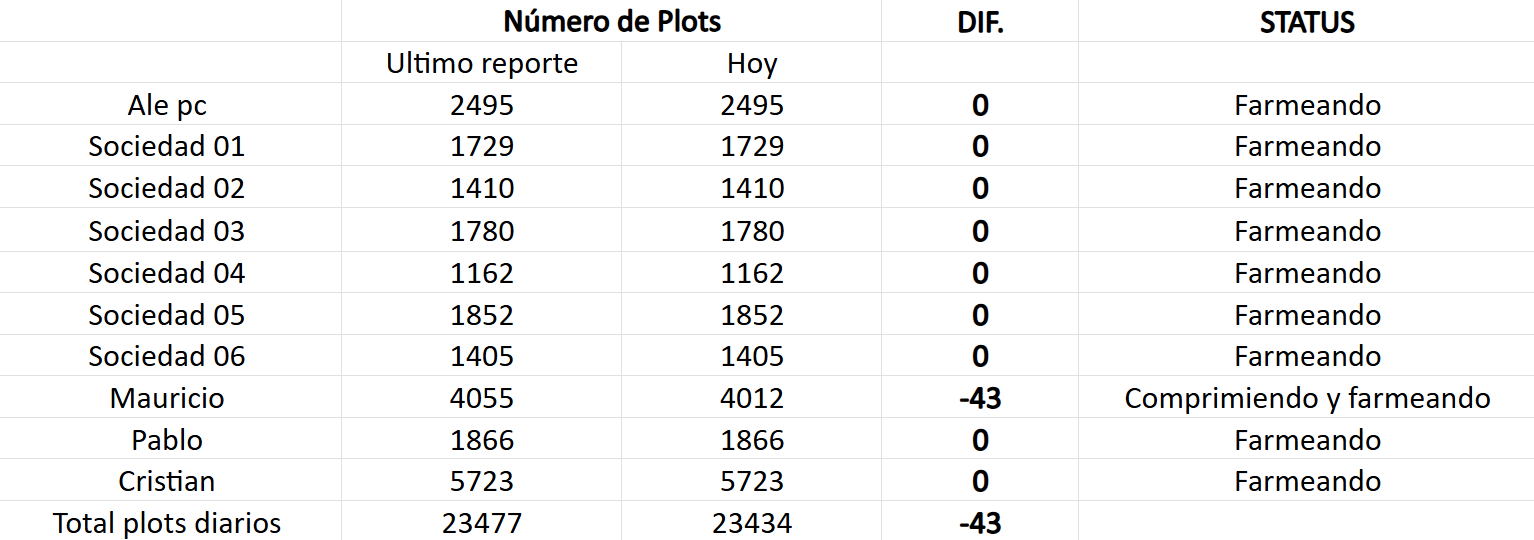 Número de Plots DIF. STATUS
Ultimo reporte Hoy
Ale pc 2495 2495 0 Farmeando
Sociedad 01 1729 1729 0 Farmeando
Sociedad 02 1410 1410 0 Farmeando
Sociedad 03 1780 1780 0 Farmeando
Sociedad 04 1162 1162 0 Farmeando
Sociedad 05 1852 1852 0 Farmeando
Sociedad 06 1405 1405 0 Farmeando
Mauricio 4055 4012 -43 Comprimiendo y farmeando
Pablo 1866 1866 0 Farmeando
Cristian 5723 5723 0 Farmeando
Total plots diarios 23477 23434 -43